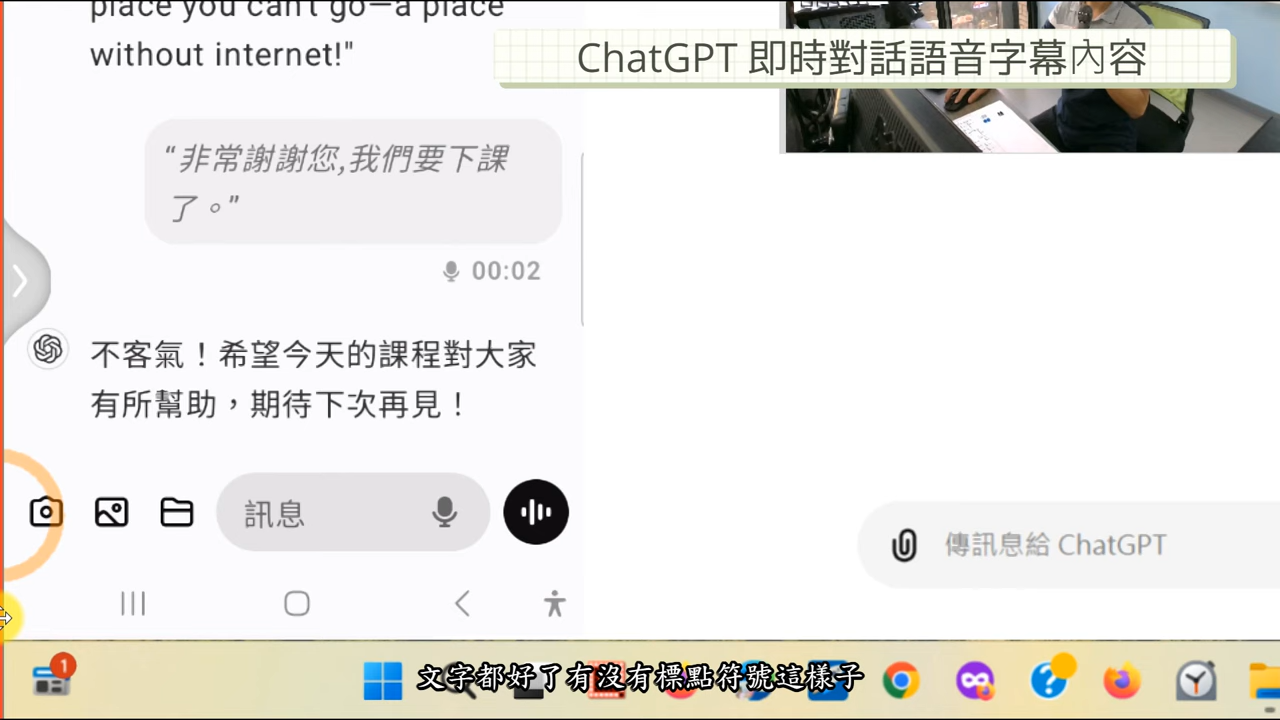 place you can't go—a place
without internet!"
ChatGPT 即時對話語音字幕內容
“非常謝謝您,我們要下課
了。”
00:02
不客氣！希望今天的課程對大家
有所幫助，期待下次再見！
訊息
傳訊息給 ChatGPT
1
文字都好了有沒有標點符號這樣子